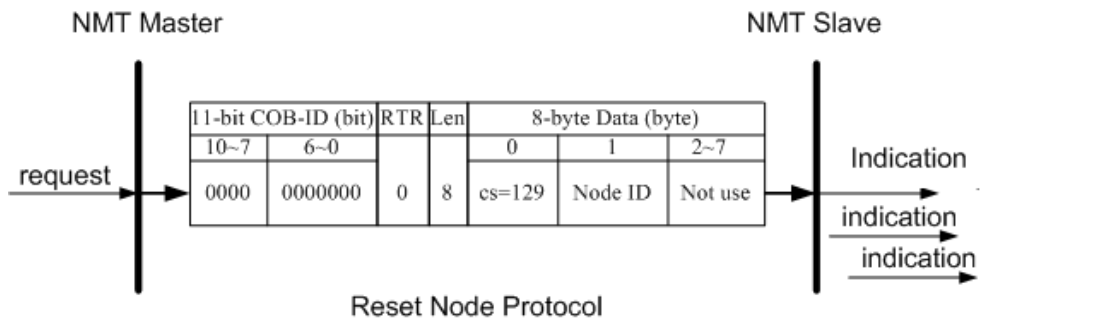 NMT Master
NMT Slave
11-bit COB-ID (bit) RTR Len 8-byte Data (byte)
10~7 6~0 0 1 2~7
request 0000 0000000 0 8 cs=129 Node ID Not use Indication
indication
indication
Reset Node Protocol